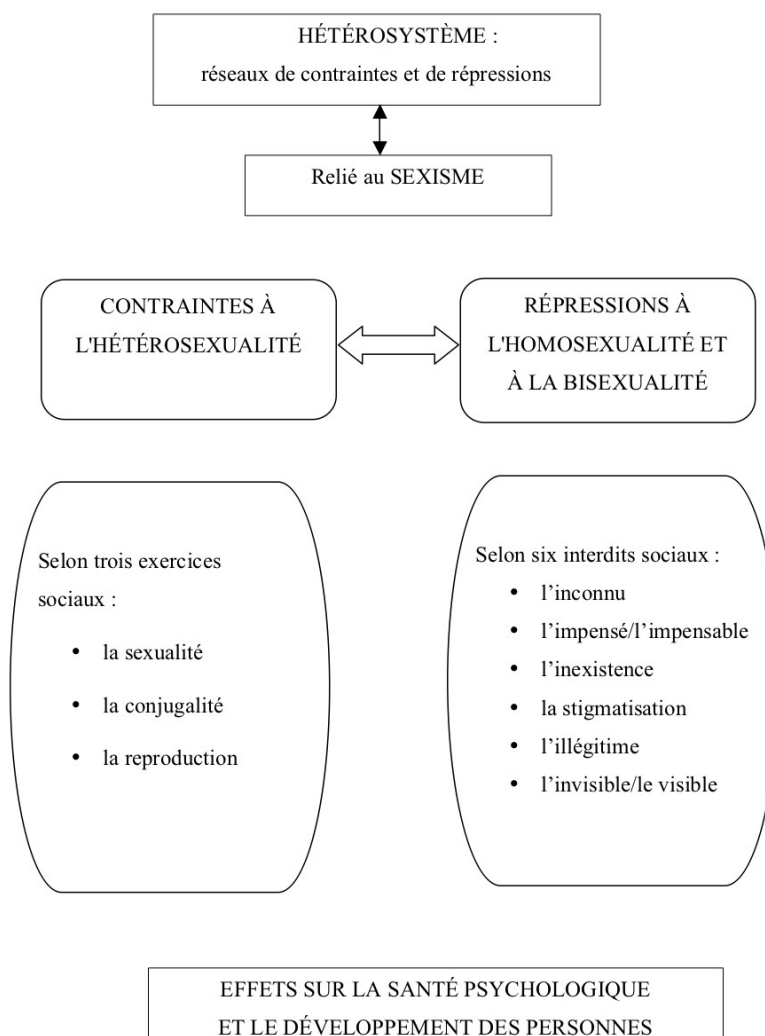 HÉTÉROSYSTÈME :
réseaux de contraintes et de répressions
Relié au SEXISME
CONTRAINTES À
L'HÉTÉROSEXUALITÉ
RÉPRESSIONS À
L'HOMOSEXUALITÉ ET
À LA BISEXUALITÉ
Selon trois exercices
sociaux :
• la sexualité
• la conjugalité
• la reproduction
Selon six interdits sociaux :
• l’inconnu
• l’impensé/l’impensable
• l’inexistence
• la stigmatisation
• l’illégitime
• l’invisible/le visible
EFFETS SUR LA SANTÉ PSYCHOLOGIQUE
ET LE DÉVELOPPEMENT DES PERSONNES